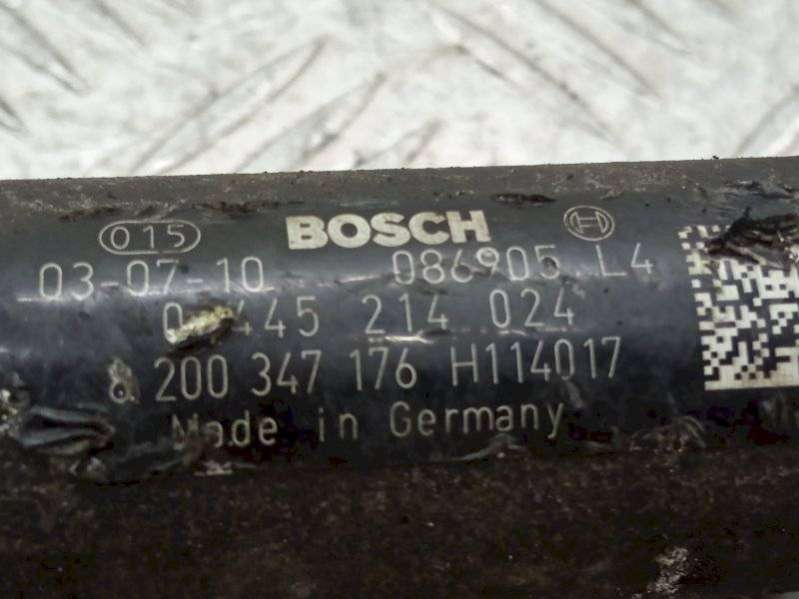 015 BOSCH H
03-07-10 086905 L4
0 445 214 024
8 200 347 176 H114017
Made in Germany